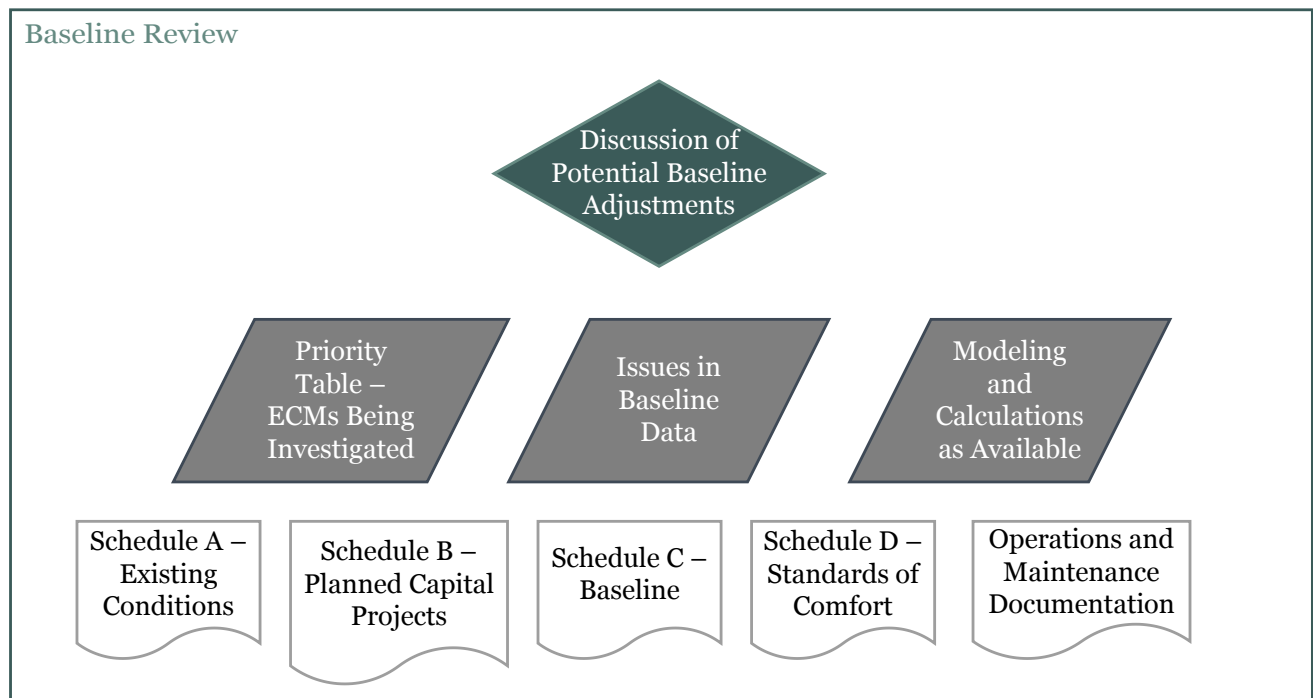 Baseline Review
Discussion of
Potential Baseline
Adjustments
Priority
Table –
ECMs Being
Investigated
Issues in
Baseline
Data
Modeling
and
Calculations
as Available
Schedule A –
Existing
Conditions
Schedule B –
Planned Capital
Projects
Schedule C –
Baseline
Schedule D –
Standards of
Comfort
Operations and
Maintenance
Documentation